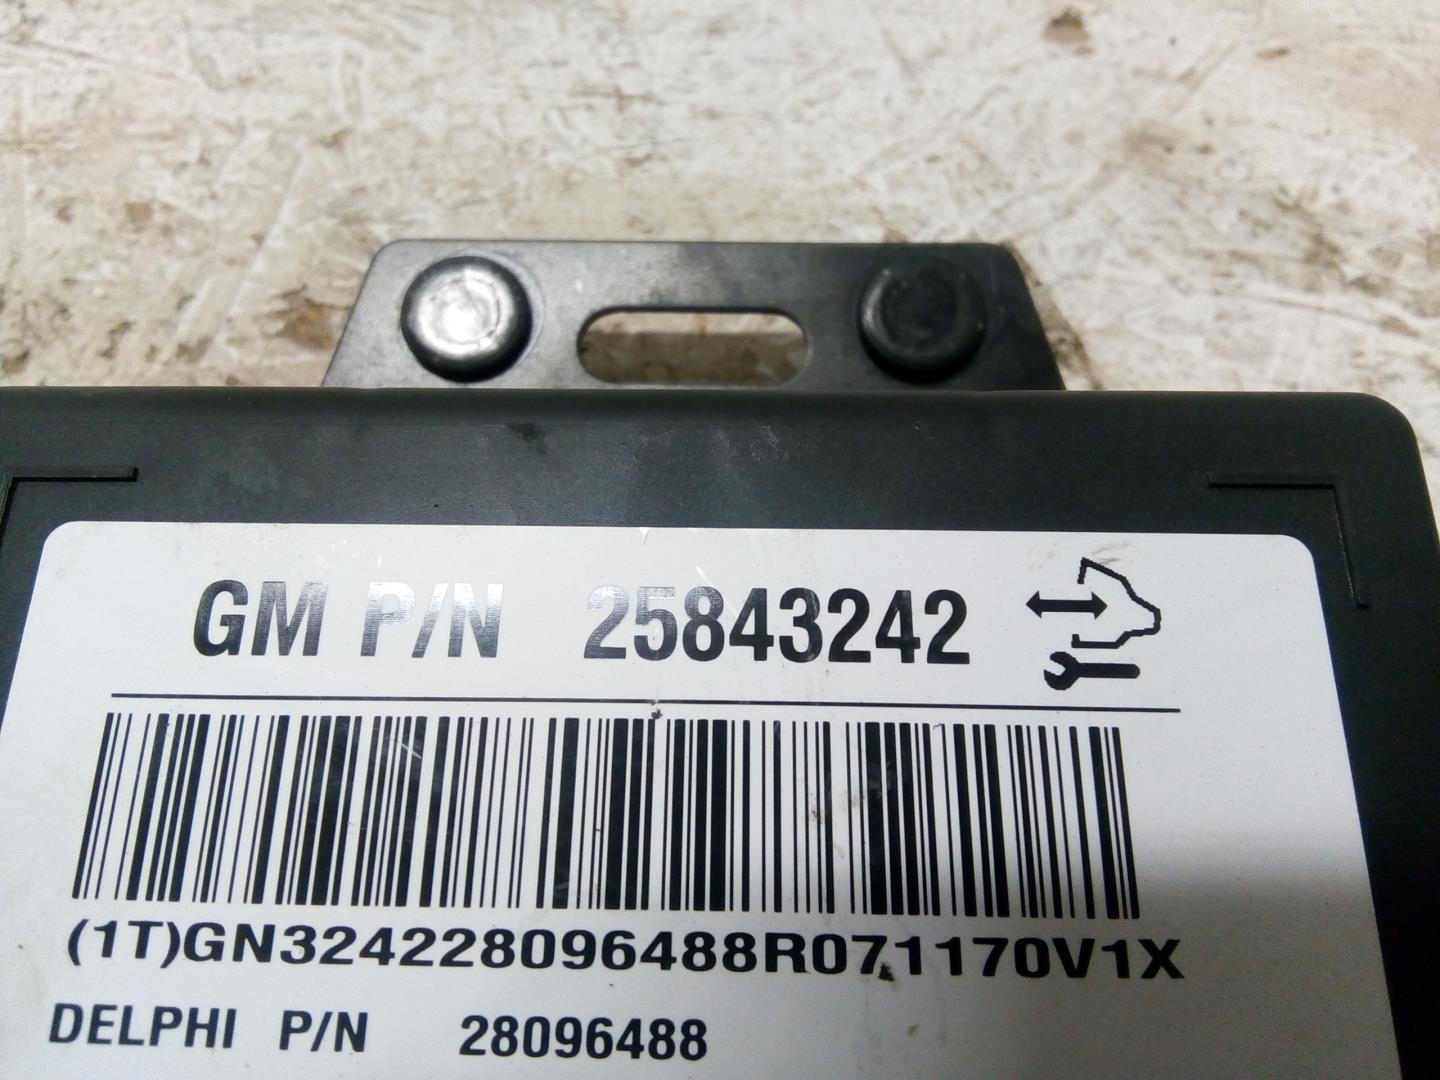 GM P/N 25843242
(1T)GN324228096488R071170V1X
DELPHI P/N 28096488